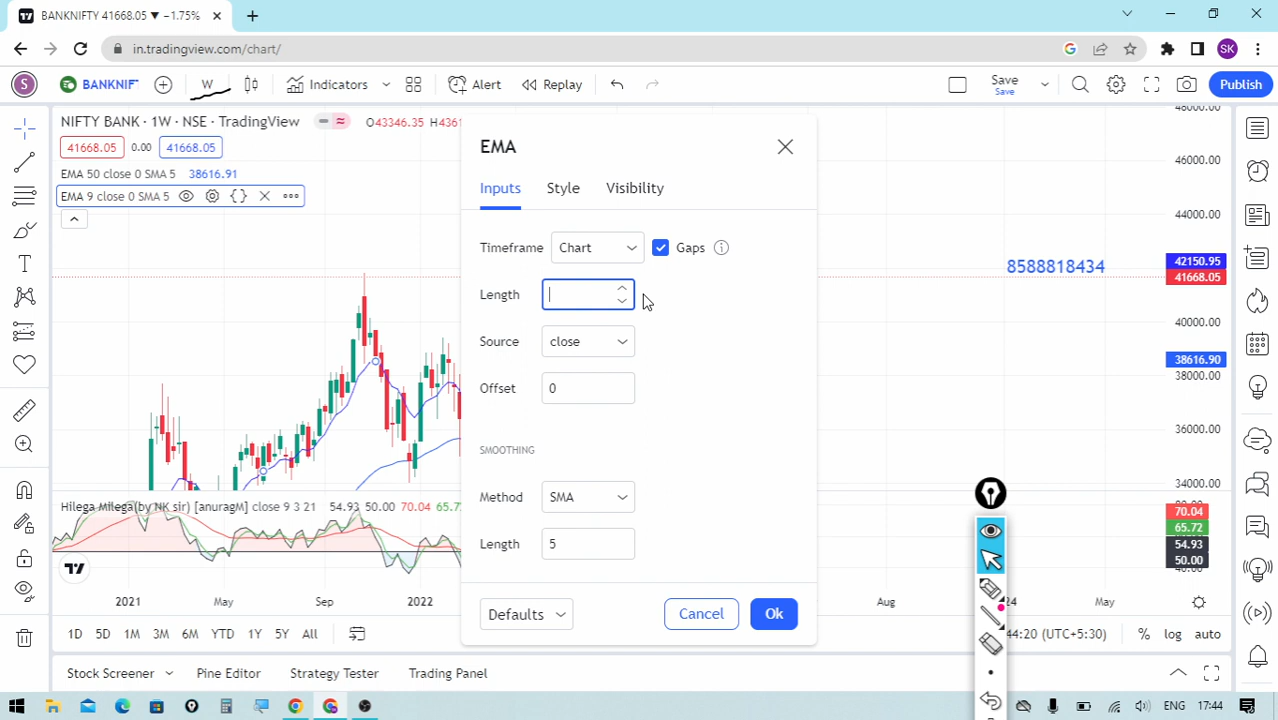 BANKNIFTY 41668.05 ▼ −1.75%
in.tradingview.com/chart/
SK
S
BANKNIF
W
Indicators
Alert
Replay
Save
Save
Publish
NIFTY BANK · 1W · NSE · TradingView
O43346.35 H4361
41668.05 0.00 41668.05
EMA 50 close 0 SMA 5 38616.91
EMA 9 close 0 SMA 5
EMA
Inputs Style Visibility
Timeframe Chart Gaps
Length
Source close
Offset 0
SMOOTHING
Method SMA
Length 5
Defaults
Cancel
Ok
8588818434
48000.00
46000.00
44000.00
42150.95
41668.05
40000.00
38616.90
38000.00
36000.00
34000.00
Hilega Milega(by NK sir) [anuragM] close 9 3 21 54.93 50.00 70.04 65.7
70.04
65.72
54.93
50.00
2021 May Sep 2022 Aug 24 May
1D 5D 1M 3M 6M YTD 1Y 5Y All
44:20 (UTC+5:30) % log auto
Stock Screener Pine Editor Strategy Tester Trading Panel
ENG 17:44